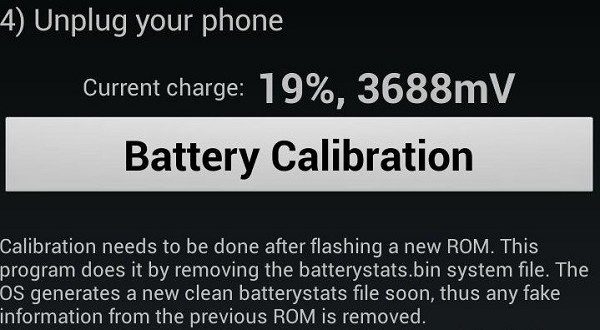 4) Unplug your phone
Current charge: 19%, 3688mV
Battery Calibration
Calibration needs to be done after flashing a new ROM. This
program does it by removing the batterystats.bin system file. The
OS generates a new clean batterystats file soon, thus any fake
information from the previous ROM is removed.